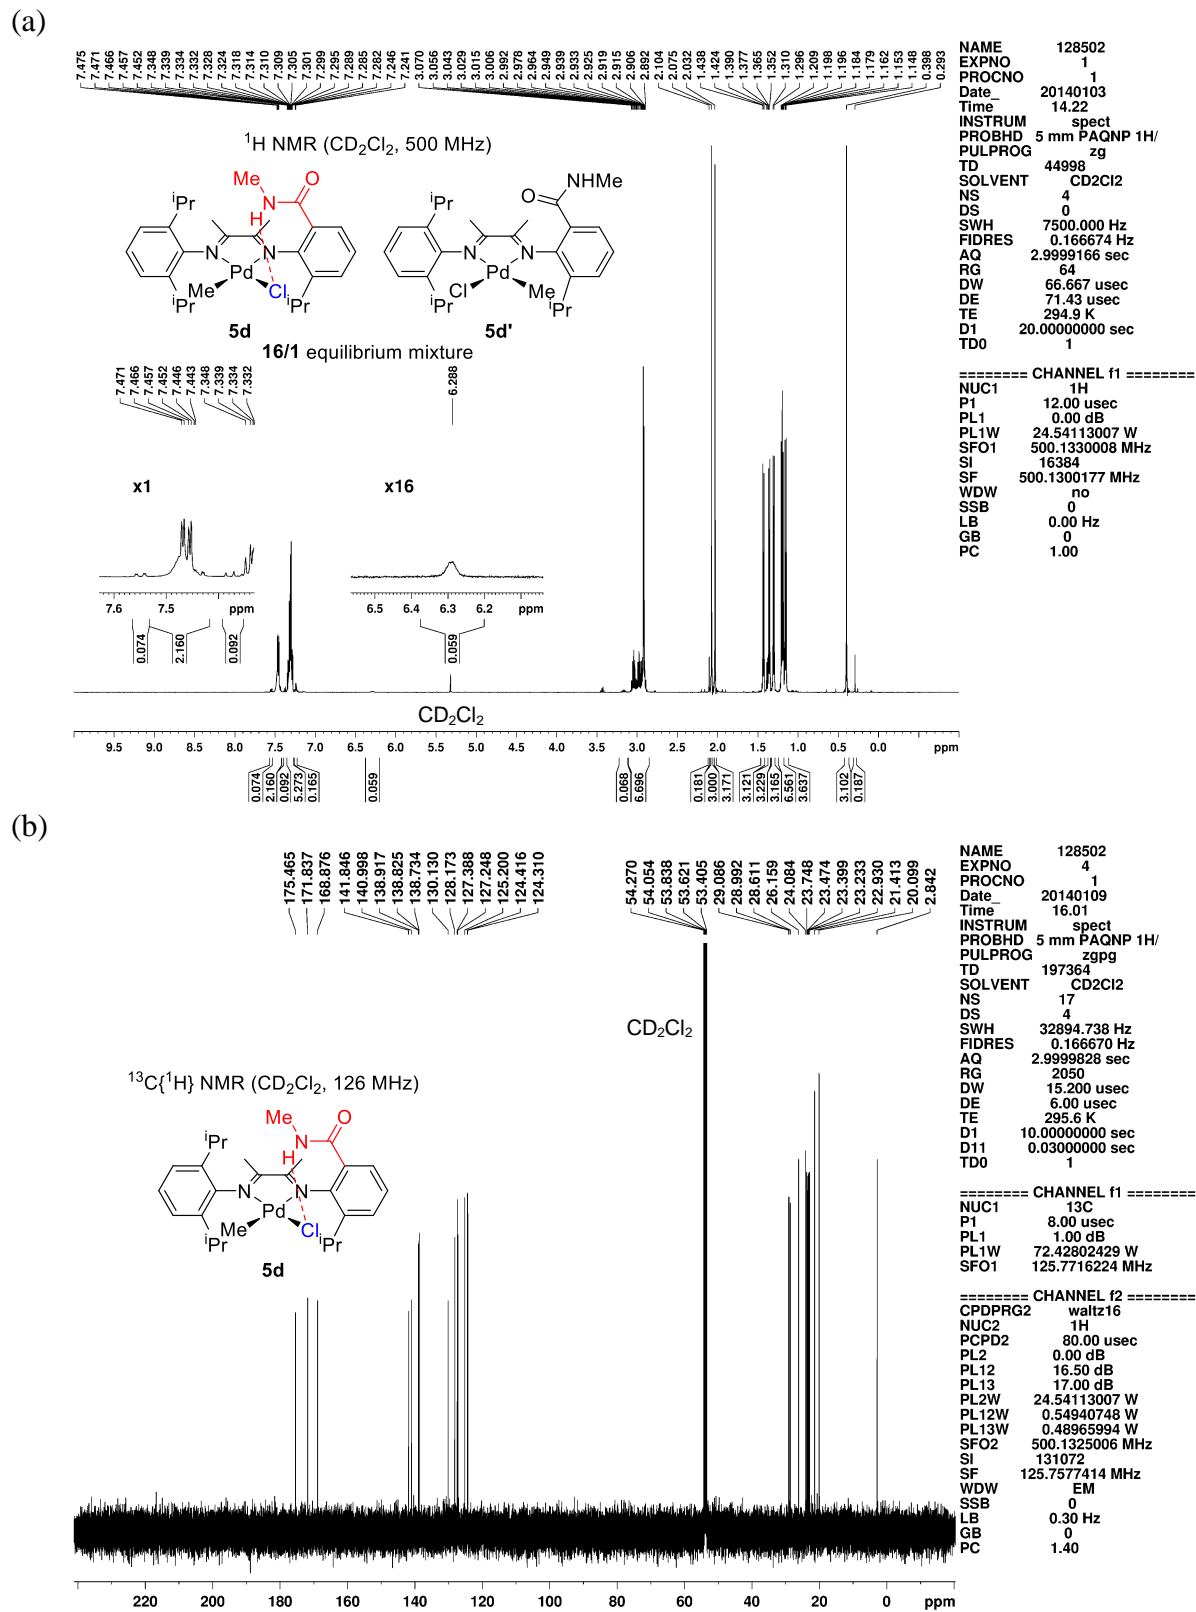 (a)
7.475 7.471 7.466 7.457 7.452 7.348 7.339 7.334 7.332 7.328 7.324 7.318 7.314 7.310 7.309 7.305 7.301 7.299 7.295 7.289 7.285 7.282 7.246 7.241 3.070 3.056 3.043 3.029 3.015 3.006 2.992 2.978 2.964 2.949 2.939 2.933 2.925 2.919 2.915 2.906 2.892 2.104 2.075 2.032 1.438 1.424 1.390 1.377 1.365 1.352 1.310 1.296 1.209 1.198 1.196 1.184 1.179 1.162 1.153 1.148 0.398 0.293
¹H NMR (CD₂Cl₂, 500 MHz)
Me O
N H
ⁱPr
N N
Pd
Me Cl
ⁱPr ⁱPr
5d
O NHMe
ⁱPr
N N
Pd
Cl Me
ⁱPr ⁱPr
5d'
16/1 equilibrium mixture
7.471 7.466 7.457 7.452 7.446 7.443 7.348 7.339 7.334 7.332
6.288
x1 x16
7.6 7.5 ppm
0.074 2.160 0.092
6.5 6.4 6.3 6.2 ppm
0.059
CD₂Cl₂
9.5 9.0 8.5 8.0 7.5 7.0 6.5 6.0 5.5 5.0 4.5 4.0 3.5 3.0 2.5 2.0 1.5 1.0 0.5 0.0 ppm
0.074 2.160 0.092 5.273 0.165 0.059 0.068 6.696 0.181 3.000 3.171 3.121 3.229 3.165 6.561 3.637 3.102 0.187
NAME 128502
EXPNO 1
PROCNO 1
Date_ 20140103
Time 14.22
INSTRUM spect
PROBHD 5 mm PAQNP 1H/
PULPROG zg
TD 44998
SOLVENT CD2Cl2
NS 4
DS 0
SWH 7500.000 Hz
FIDRES 0.166674 Hz
AQ 2.9999166 sec
RG 64
DW 66.667 usec
DE 71.43 usec
TE 294.9 K
D1 20.00000000 sec
TD0 1
======== CHANNEL f1 ========
NUC1 1H
P1 12.00 usec
PL1 0.00 dB
PL1W 24.54113007 W
SFO1 500.1330008 MHz
SI 16384
SF 500.1300177 MHz
WDW no
SSB 0
LB 0.00 Hz
GB 0
PC 1.00
(b)
175.465 171.837 168.876 141.846 140.998 138.917 138.825 138.734 130.130 128.173 127.388 127.248 125.200 124.416 124.310 54.270 54.054 53.838 53.621 53.405 29.086 28.992 28.611 26.159 24.084 23.748 23.474 23.399 23.233 22.930 21.413 20.099 2.842
CD₂Cl₂
¹³C{¹H} NMR (CD₂Cl₂, 126 MHz)
Me O
N H
ⁱPr
N N
Pd
Me Cl
ⁱPr ⁱPr
5d
220 200 180 160 140 120 100 80 60 40 20 0 ppm
NAME 128502
EXPNO 4
PROCNO 1
Date_ 20140109
Time 16.01
INSTRUM spect
PROBHD 5 mm PAQNP 1H/
PULPROG zgpg
TD 197364
SOLVENT CD2Cl2
NS 17
DS 4
SWH 32894.738 Hz
FIDRES 0.166670 Hz
AQ 2.9999828 sec
RG 2050
DW 15.200 usec
DE 6.00 usec
TE 295.6 K
D1 10.00000000 sec
D11 0.03000000 sec
TD0 1
======== CHANNEL f1 ========
NUC1 13C
P1 8.00 usec
PL1 1.00 dB
PL1W 72.42802429 W
SFO1 125.7716224 MHz
======== CHANNEL f2 ========
CPDPRG2 waltz16
NUC2 1H
PCPD2 80.00 usec
PL2 0.00 dB
PL12 16.50 dB
PL13 17.00 dB
PL2W 24.54113007 W
PL12W 0.54940748 W
PL13W 0.48965994 W
SFO2 500.1325006 MHz
SI 131072
SF 125.7577414 MHz
WDW EM
SSB 0
LB 0.30 Hz
GB 0
PC 1.40